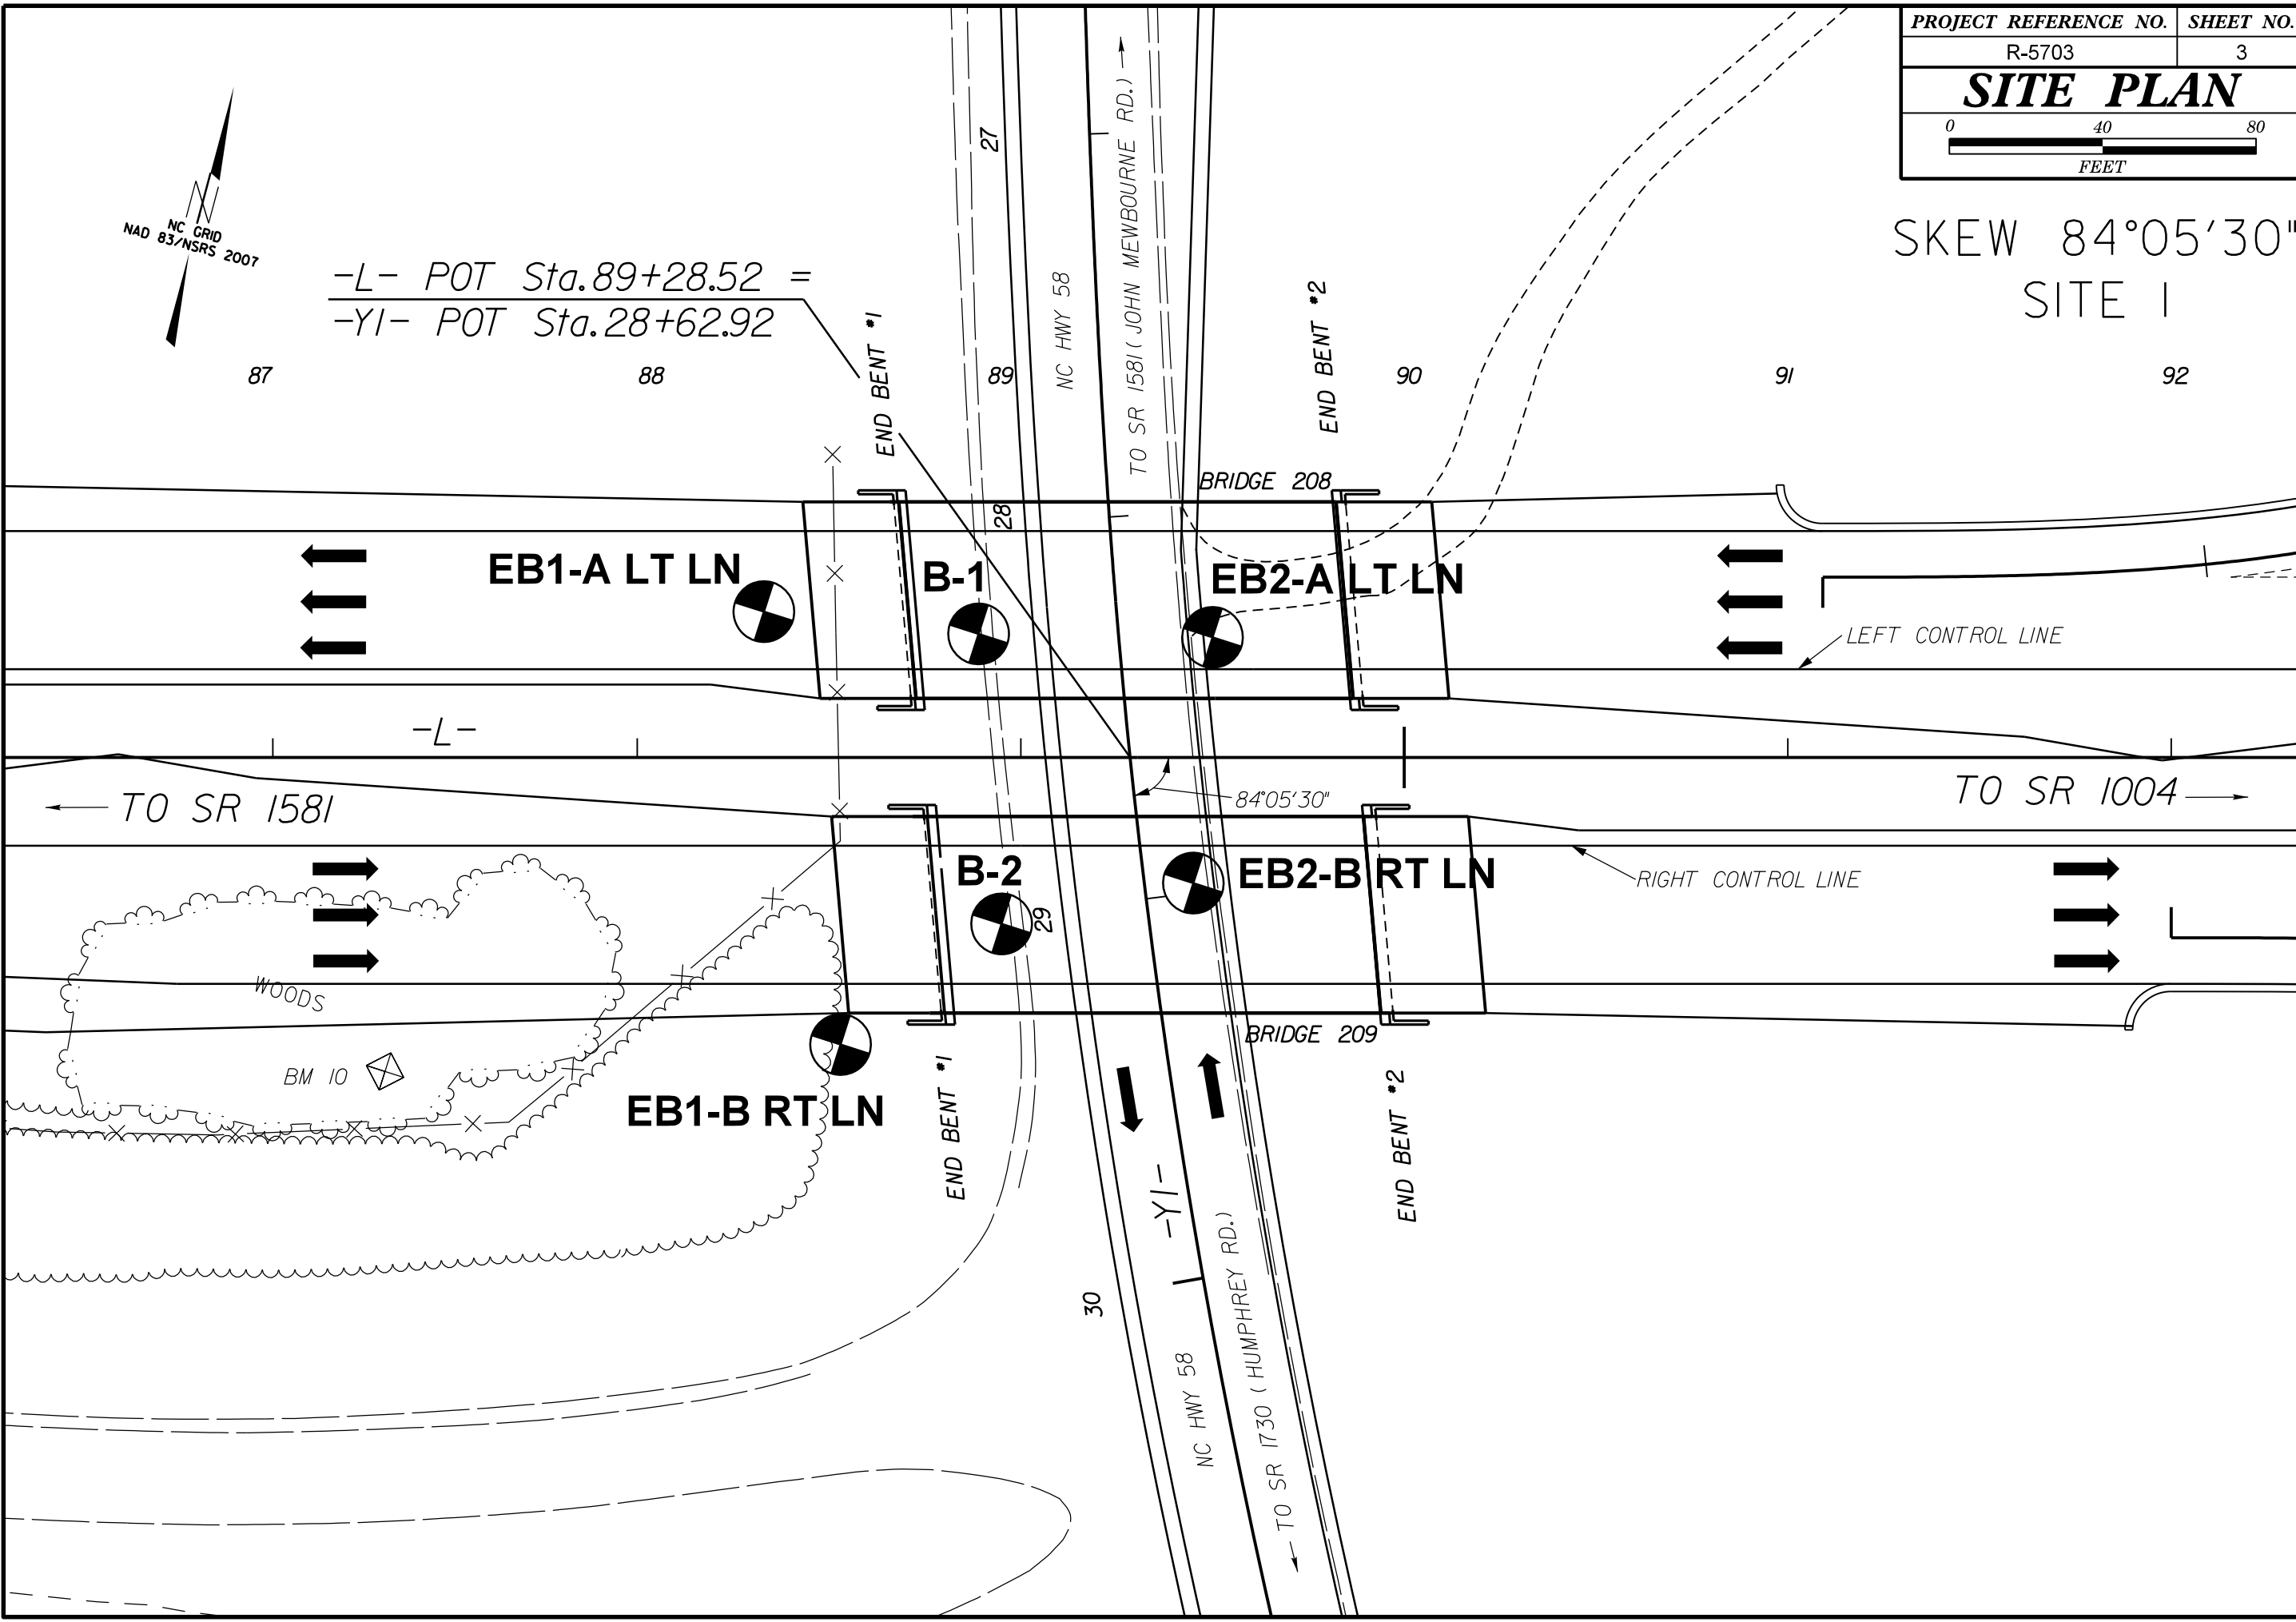 PROJECT REFERENCE NO. SHEET NO.
R-5703 3
SITE PLAN
0 40 80
FEET
SKEW 84°05'30"
SITE 1
NC GRID
NAD 83/NSRS 2007
-L- POT Sta. 89+28.52 =
-Y1- POT Sta. 28+62.92
87 88 89 90 91 92
27
28
29
30
NC HWY 58
TO SR 1581 ( JOHN MEWBOURNE RD.)
END BENT #1
END BENT #2
BRIDGE 208
EB1-A LT LN
B-1
EB2-A LT LN
LEFT CONTROL LINE
-L-
TO SR 1581
84°05'30"
TO SR 1004
B-2
EB2-B RT LN
RIGHT CONTROL LINE
WOODS
BRIDGE 209
BM 10
EB1-B RT LN
END BENT #1
END BENT #2
-Y1-
NC HWY 58
TO SR 1730 ( HUMPHREY RD.)